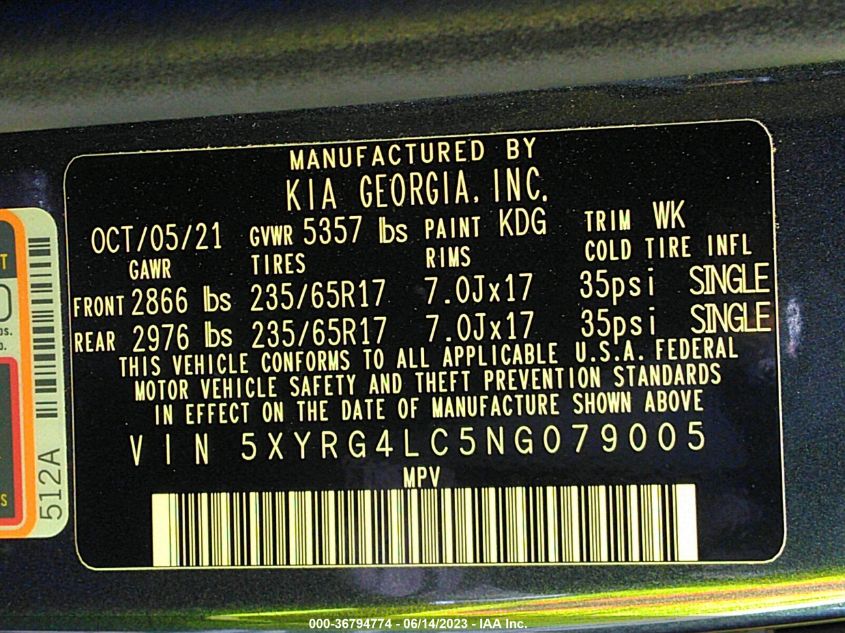 MANUFACTURED BY
KIA GEORGIA, INC.
OCT/05/21 GVWR 5357 lbs PAINT KDG TRIM WK
GAWR TIRES RIMS COLD TIRE INFL
FRONT 2866 lbs 235/65R17 7.0Jx17 35psi SINGLE
REAR 2976 lbs 235/65R17 7.0Jx17 35psi SINGLE
THIS VEHICLE CONFORMS TO ALL APPLICABLE U.S.A. FEDERAL
MOTOR VEHICLE SAFETY AND THEFT PREVENTION STANDARDS
IN EFFECT ON THE DATE OF MANUFACTURE SHOWN ABOVE
VIN 5XYRG4LC5NG079005
MPV
512A
000-36794774 - 06/14/2023 - IAA Inc.